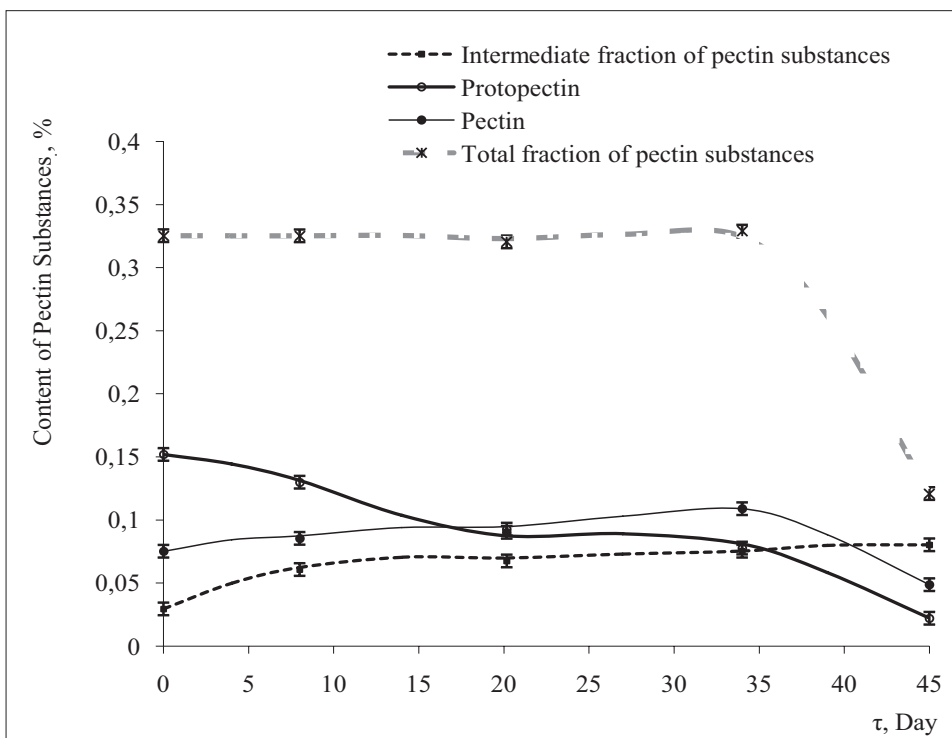 Intermediate fraction of pectin substances
Protopectin
Pectin
Total fraction of pectin substances
Content of Pectin Substances., %
0,4
0,35
0,3
0,25
0,2
0,15
0,1
0,05
0
0 5 10 15 20 25 30 35 40 45
τ, Day